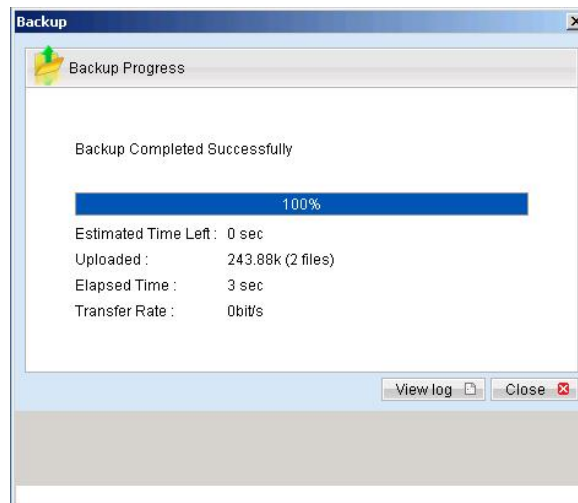 Backup
Backup Progress
Backup Completed Successfully
100%
Estimated Time Left : 0 sec
Uploaded : 243.88k (2 files)
Elapsed Time : 3 sec
Transfer Rate : 0bit/s
View log Close